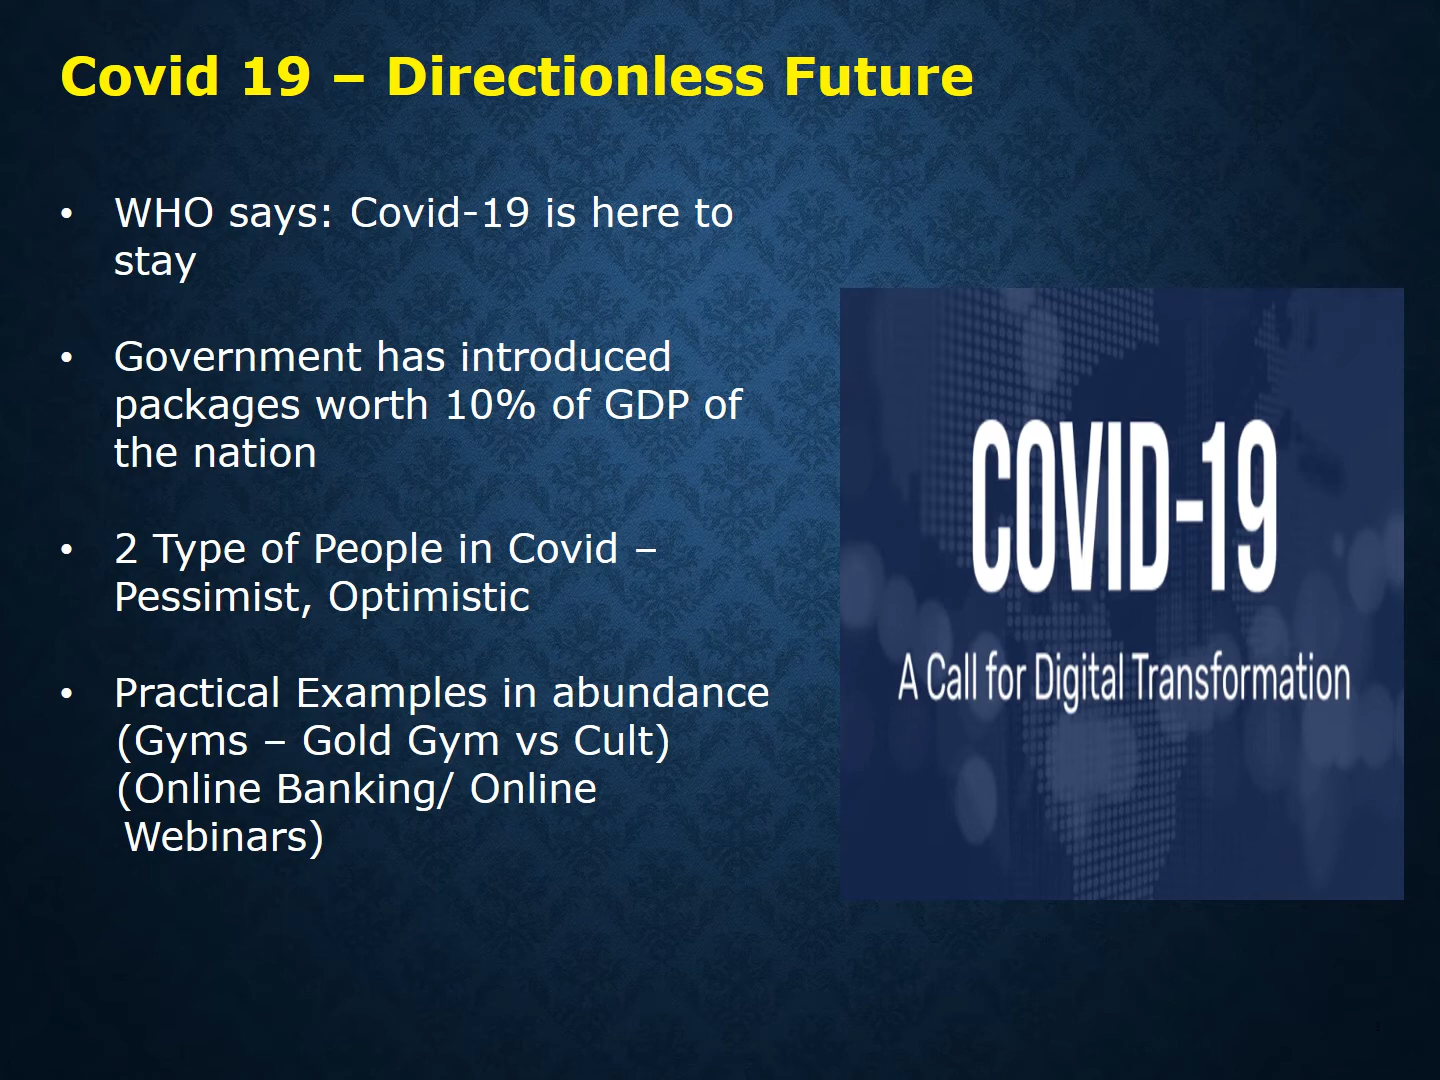 Covid 19 – Directionless Future
• WHO says: Covid-19 is here to
stay
• Government has introduced
packages worth 10% of GDP of
the nation
• 2 Type of People in Covid –
Pessimist, Optimistic
• Practical Examples in abundance
(Gyms – Gold Gym vs Cult)
(Online Banking/ Online
Webinars)
COVID-19
A Call for Digital Transformation